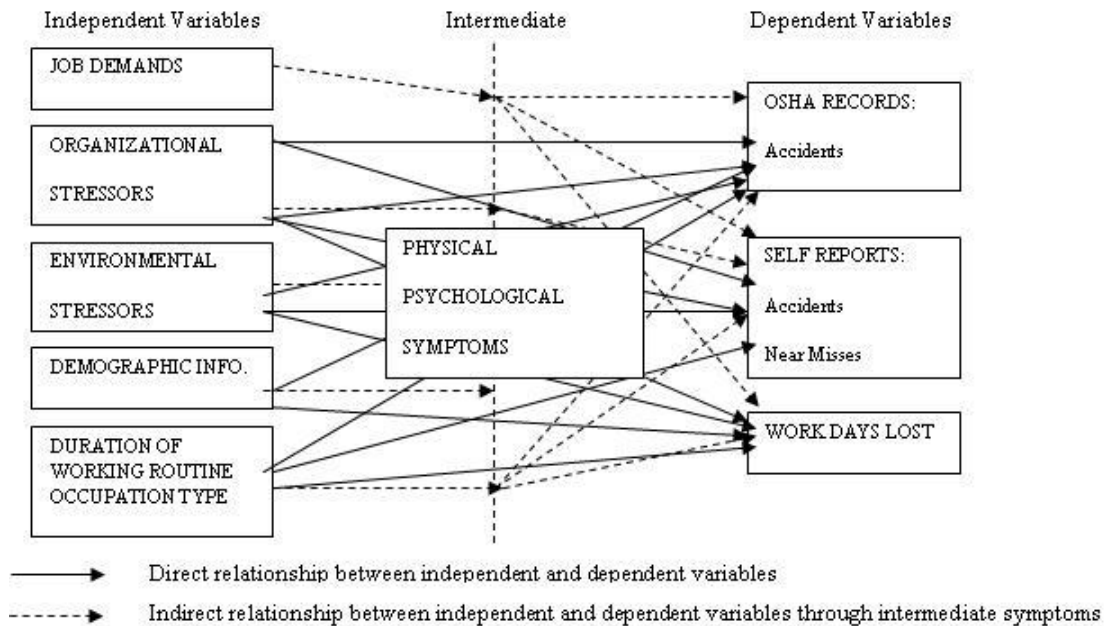 Independent Variables
Intermediate
Dependent Variables
JOB DEMANDS
ORGANIZATIONAL
STRESSORS
ENVIRONMENTAL
STRESSORS
DEMOGRAPHIC INFO.
DURATION OF
WORKING ROUTINE
OCCUPATION TYPE
PHYSICAL
PSYCHOLOGICAL
SYMPTOMS
OSHA RECORDS:
Accidents
SELF REPORTS:
Accidents
Near Misses
WORK DAYS LOST
Direct relationship between independent and dependent variables
Indirect relationship between independent and dependent variables through intermediate symptoms